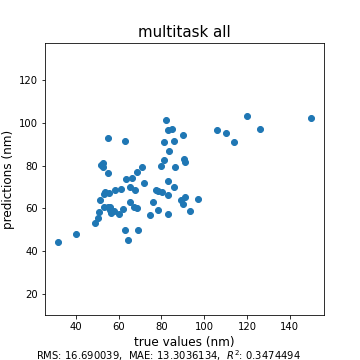 multitask all
predictions (nm)
120
100
80
60
40
20
40 60 80 100 120 140
true values (nm)
RMS: 16.690039, MAE: 13.3036134, R²: 0.3474494